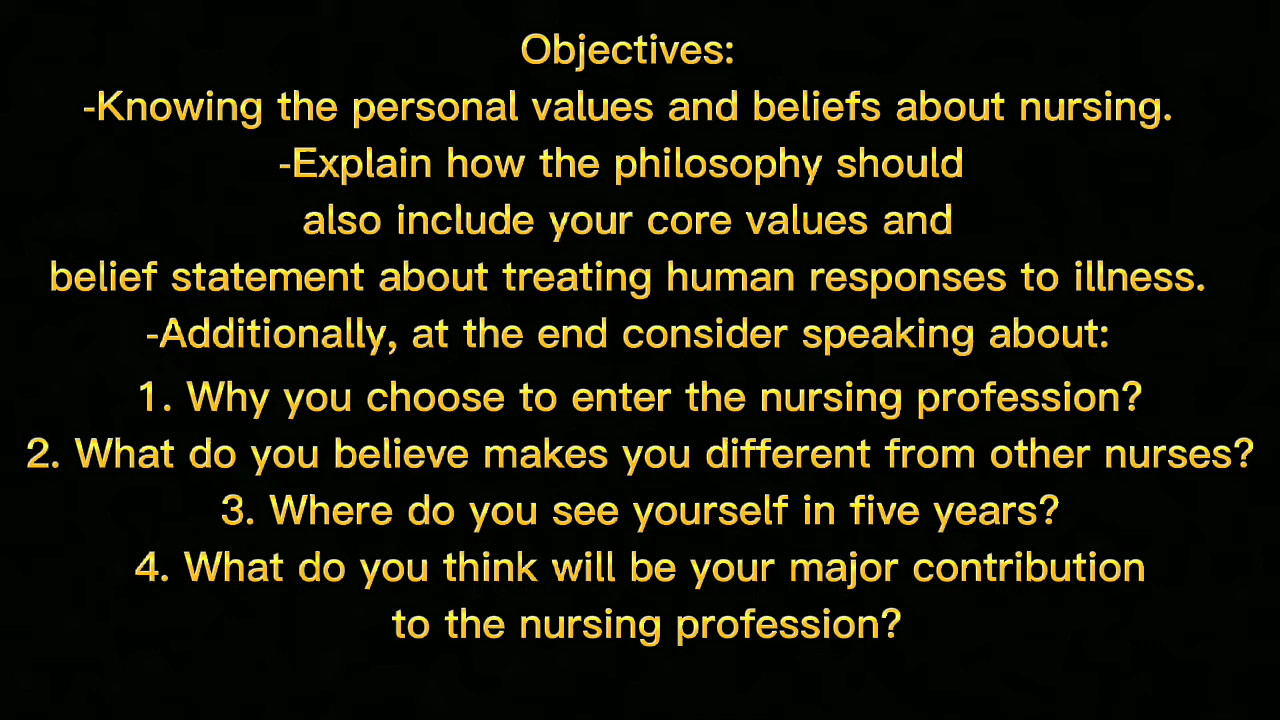 Objectives:
-Knowing the personal values and beliefs about nursing.
-Explain how the philosophy should
also include your core values and
belief statement about treating human responses to illness.
-Additionally, at the end consider speaking about:
1. Why you choose to enter the nursing profession?
2. What do you believe makes you different from other nurses?
3. Where do you see yourself in five years?
4. What do you think will be your major contribution
to the nursing profession?